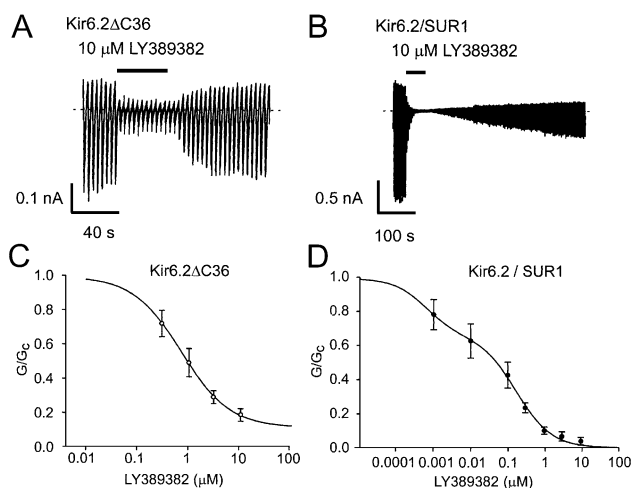 A
Kir6.2ΔC36
10 µM LY389382
0.1 nA
40 s
B
Kir6.2/SUR1
10 µM LY389382
0.5 nA
100 s
C
Kir6.2ΔC36
1.0
0.8
0.6
0.4
0.2
0.0
G/Gc
0.01 0.1 1 10 100
LY389382 (µM)
D
Kir6.2 / SUR1
1.0
0.8
0.6
0.4
0.2
0.0
G/Gc
0.0001 0.001 0.01 0.1 1 10 100
LY389382 (µM)